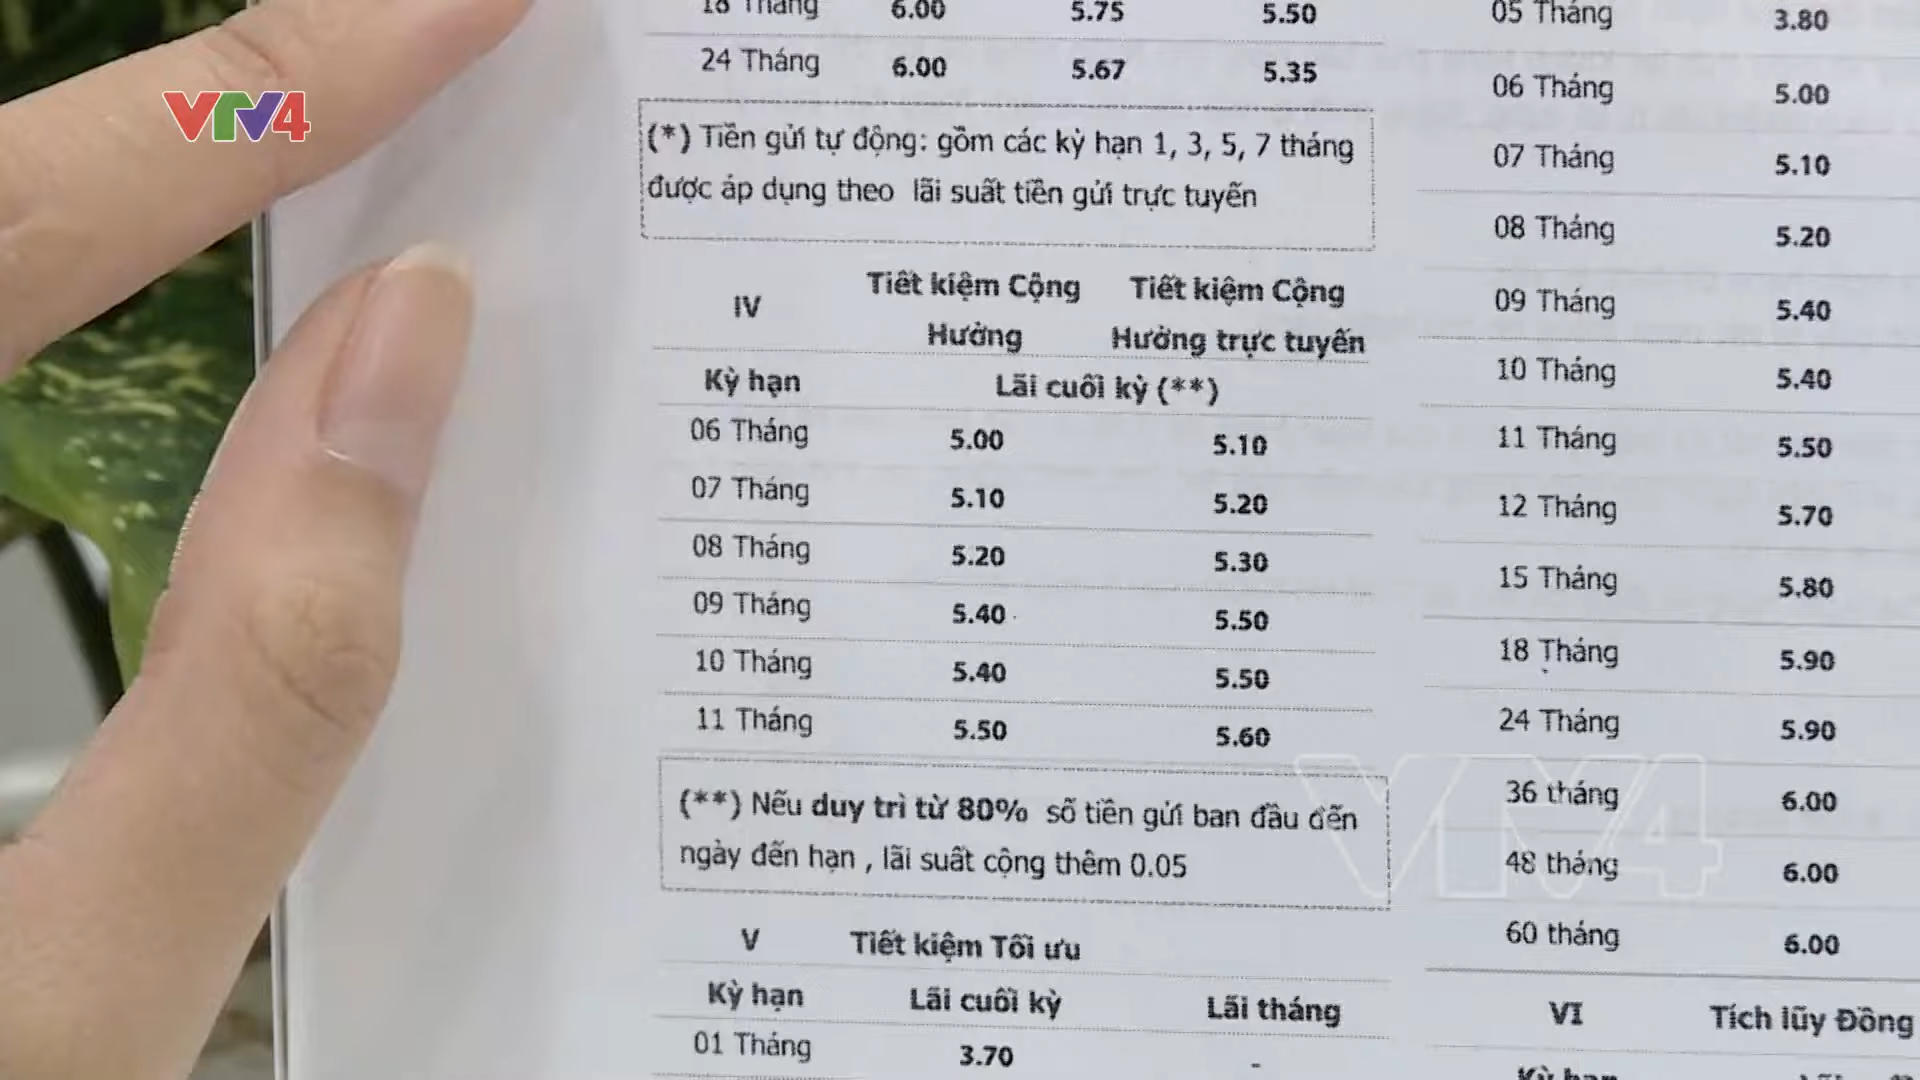 VTV4
18 Tháng 6.00 5.75 5.50
24 Tháng 6.00 5.67 5.35
(*) Tiền gửi tự động: gồm các kỳ hạn 1, 3, 5, 7 tháng
được áp dụng theo lãi suất tiền gửi trực tuyến
IV Tiết kiệm Cộng Hưởng Tiết kiệm Cộng Hưởng trực tuyến
Kỳ hạn Lãi cuối kỳ (**)
06 Tháng 5.00 5.10
07 Tháng 5.10 5.20
08 Tháng 5.20 5.30
09 Tháng 5.40 5.50
10 Tháng 5.40 5.50
11 Tháng 5.50 5.60
(**) Nếu duy trì từ 80% số tiền gửi ban đầu đến
ngày đến hạn , lãi suất cộng thêm 0.05
V Tiết kiệm Tối ưu
Kỳ hạn Lãi cuối kỳ Lãi tháng
01 Tháng 3.70 -
05 Tháng 3.80
06 Tháng 5.00
07 Tháng 5.10
08 Tháng 5.20
09 Tháng 5.40
10 Tháng 5.40
11 Tháng 5.50
12 Tháng 5.70
15 Tháng 5.80
18 Tháng 5.90
24 Tháng 5.90
36 tháng 6.00
48 tháng 6.00
60 tháng 6.00
VI Tích lũy Đồng
Kỳ hạn
VTV4